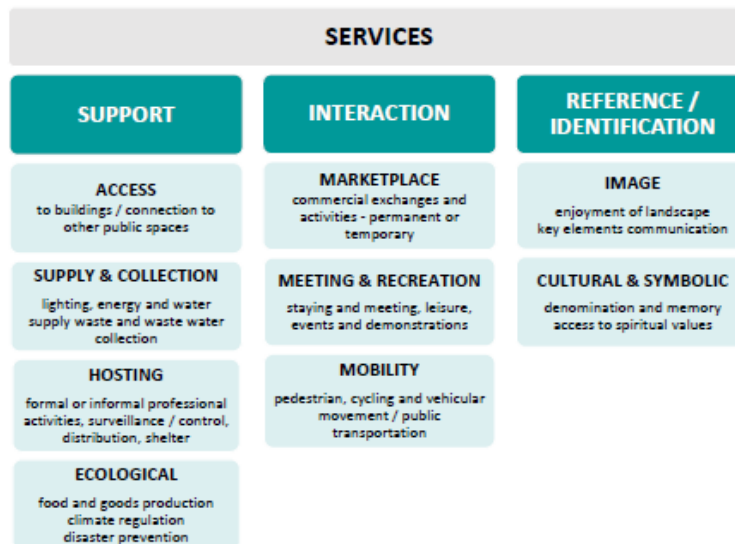 SERVICES
SUPPORT
ACCESS
to buildings / connection to
other public spaces
SUPPLY & COLLECTION
lighting, energy and water
supply waste and waste water
collection
HOSTING
formal or informal professional
activities, surveillance / control,
distribution, shelter
ECOLOGICAL
food and goods production
climate regulation
disaster prevention
INTERACTION
MARKETPLACE
commercial exchanges and
activities - permanent or
temporary
MEETING & RECREATION
staying and meeting, leisure,
events and demonstrations
MOBILITY
pedestrian, cycling and vehicular
movement / public
transportation
REFERENCE /
IDENTIFICATION
IMAGE
enjoyment of landscape
key elements communication
CULTURAL & SYMBOLIC
denomination and memory
access to spiritual values